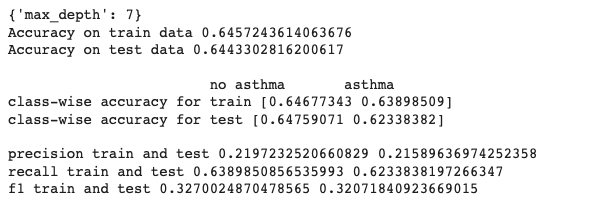 {'max_depth': 7}
Accuracy on train data 0.6457243614063676
Accuracy on test data 0.6443302816200617
no asthma asthma
class-wise accuracy for train [0.64677343 0.63898509]
class-wise accuracy for test [0.64759071 0.62338382]
precision train and test 0.2197232520660829 0.21589636974252358
recall train and test 0.6389850856535993 0.6233838197266347
f1 train and test 0.3270024870478565 0.32071840923669015